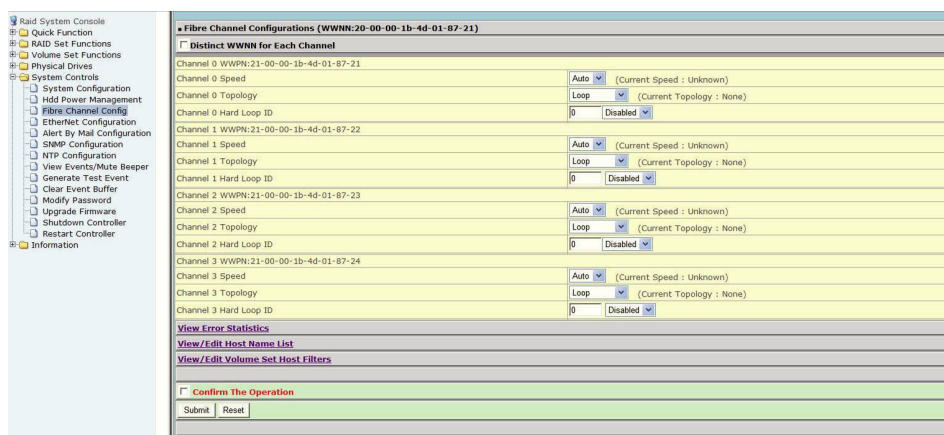 Raid System Console
Quick Function
RAID Set Functions
Volume Set Functions
Physical Drives
System Controls
System Configuration
Hdd Power Management
Fibre Channel Config
EtherNet Configuration
Alert By Mail Configuration
SNMP Configuration
NTP Configuration
View Events/Mute Beeper
Generate Test Event
Clear Event Buffer
Modify Password
Upgrade Firmware
Shutdown Controller
Restart Controller
Information
Fibre Channel Configurations (WWNN:20-00-00-1b-4d-01-87-21)
Distinct WWNN for Each Channel
Channel 0 WWPN:21-00-00-1b-4d-01-87-21
Channel 0 Speed Auto (Current Speed : Unknown)
Channel 0 Topology Loop (Current Topology : None)
Channel 0 Hard Loop ID 0 Disabled
Channel 1 WWPN:21-00-00-1b-4d-01-87-22
Channel 1 Speed Auto (Current Speed : Unknown)
Channel 1 Topology Loop (Current Topology : None)
Channel 1 Hard Loop ID 0 Disabled
Channel 2 WWPN:21-00-00-1b-4d-01-87-23
Channel 2 Speed Auto (Current Speed : Unknown)
Channel 2 Topology Loop (Current Topology : None)
Channel 2 Hard Loop ID 0 Disabled
Channel 3 WWPN:21-00-00-1b-4d-01-87-24
Channel 3 Speed Auto (Current Speed : Unknown)
Channel 3 Topology Loop (Current Topology : None)
Channel 3 Hard Loop ID 0 Disabled
View Error Statistics
View/Edit Host Name List
View/Edit Volume Set Host Filters
Confirm The Operation
Submit Reset